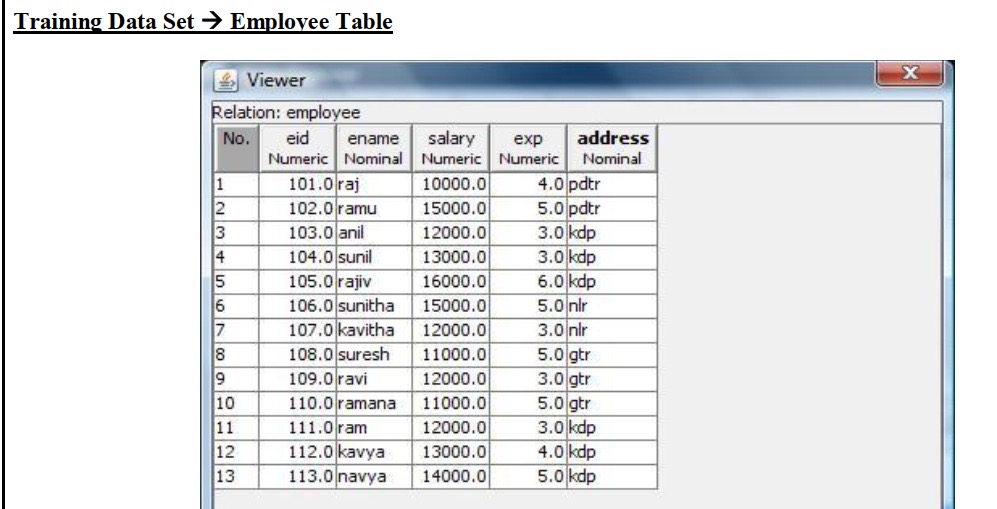 Training Data Set → Employee Table
Viewer
Relation: employee
No. eid ename salary exp address
Numeric Nominal Numeric Numeric Nominal
1 101.0 raj 10000.0 4.0 pdtr
2 102.0 ramu 15000.0 5.0 pdtr
3 103.0 anil 12000.0 3.0 kdp
4 104.0 sunil 13000.0 3.0 kdp
5 105.0 rajiv 16000.0 6.0 kdp
6 106.0 sunitha 15000.0 5.0 nlr
7 107.0 kavitha 12000.0 3.0 nlr
8 108.0 suresh 11000.0 5.0 gtr
9 109.0 ravi 12000.0 3.0 gtr
10 110.0 ramana 11000.0 5.0 gtr
11 111.0 ram 12000.0 3.0 kdp
12 112.0 kavya 13000.0 4.0 kdp
13 113.0 navya 14000.0 5.0 kdp